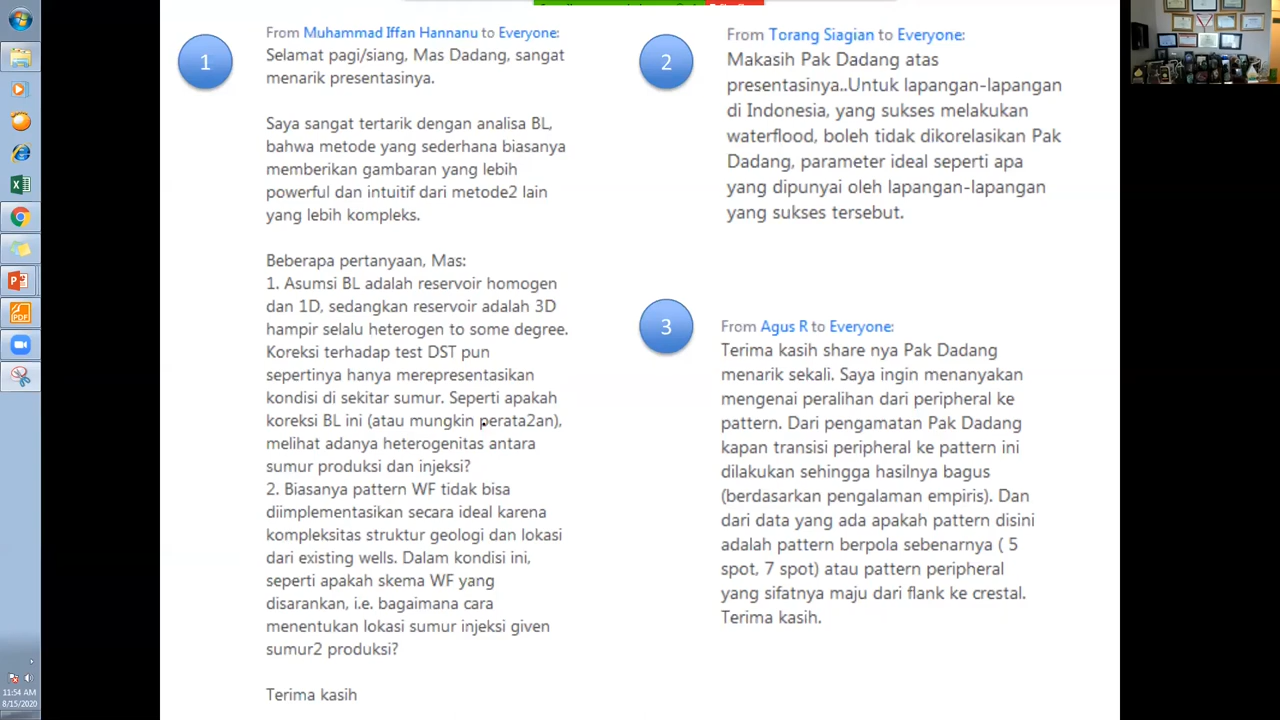 1
From Muhammad Iffan Hannanu to Everyone:
Selamat pagi/siang, Mas Dadang, sangat
menarik presentasinya.
Saya sangat tertarik dengan analisa BL,
bahwa metode yang sederhana biasanya
memberikan gambaran yang lebih
powerful dan intuitif dari metode2 lain
yang lebih kompleks.
Beberapa pertanyaan, Mas:
1. Asumsi BL adalah reservoir homogen
dan 1D, sedangkan reservoir adalah 3D
hampir selalu heterogen to some degree.
Koreksi terhadap test DST pun
sepertinya hanya merepresentasikan
kondisi di sekitar sumur. Seperti apakah
koreksi BL ini (atau mungkin perata2an),
melihat adanya heterogenitas antara
sumur produksi dan injeksi?
2. Biasanya pattern WF tidak bisa
diimplementasikan secara ideal karena
kompleksitas struktur geologi dan lokasi
dari existing wells. Dalam kondisi ini,
seperti apakah skema WF yang
disarankan, i.e. bagaimana cara
menentukan lokasi sumur injeksi given
sumur2 produksi?
Terima kasih
2
From Torang Siagian to Everyone:
Makasih Pak Dadang atas
presentasinya..Untuk lapangan-lapangan
di Indonesia, yang sukses melakukan
waterflood, boleh tidak dikorelasikan Pak
Dadang, parameter ideal seperti apa
yang dipunyai oleh lapangan-lapangan
yang sukses tersebut.
3
From Agus R to Everyone:
Terima kasih share nya Pak Dadang
menarik sekali. Saya ingin menanyakan
mengenai peralihan dari peripheral ke
pattern. Dari pengamatan Pak Dadang
kapan transisi peripheral ke pattern ini
dilakukan sehingga hasilnya bagus
(berdasarkan pengalaman empiris). Dan
dari data yang ada apakah pattern disini
adalah pattern berpola sebenarnya ( 5
spot, 7 spot) atau pattern peripheral
yang sifatnya maju dari flank ke crestal.
Terima kasih.
11:54 AM
8/15/2020